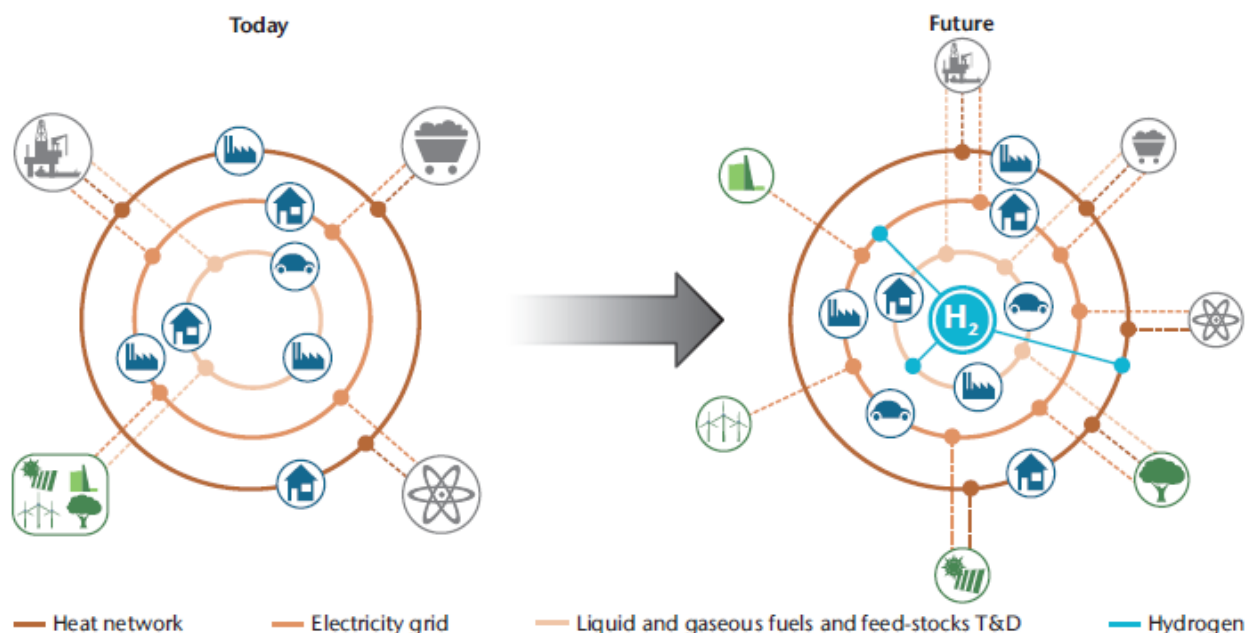 Today
Future
H₂
Heat network
Electricity grid
Liquid and gaseous fuels and feed-stocks T&D
Hydrogen